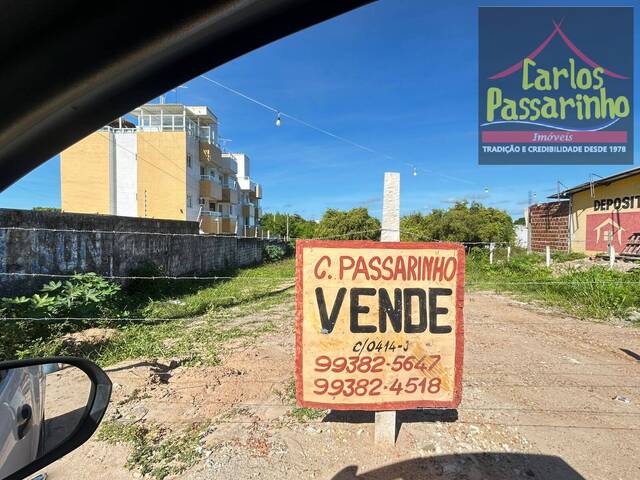 Carlos
Passarinho
Imóveis
TRADIÇÃO E CREDIBILIDADE DESDE 1978
DEPOSIT
C. PASSARINHO
VENDE
C/0414-J
99382-5647
99382-4518